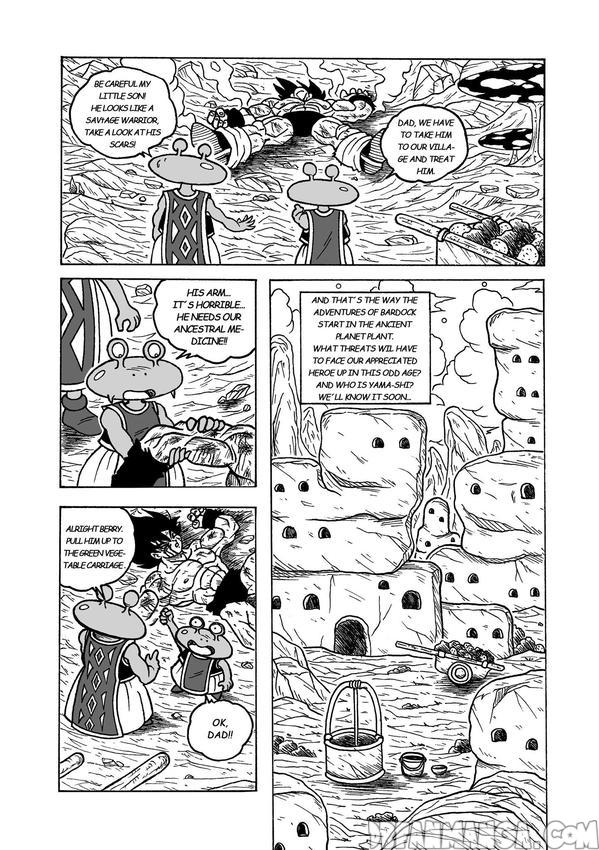 BE CAREFUL MY
LITTLE SON!
HE LOOKS LIKE A
SAVYAGE WARRIOR,
TAKE A LOOK AT HIS
SCARS!
DAD, WE HAVE
TO TAKE HIM
TO OUR VILLA-
GE AND TREAT
HIM.
HIS ARM...
IT´S HORRIBLE...
HE NEEDS OUR
ANCESTRAL ME-
DICINE!!
AND THAT´S THE WAY THE
ADVENTURES OF BARDOCK
START IN THE ANCIENT
PLANET PLANT.
WHAT THREATS WIL HAVE
TO FACE OUR APPRECIATED
HEROE UP IN THIS ODD AGE?
AND WHO IS YAMA-SHI?
WE´LL KNOW IT SOON...
ALRIGHT BERRY.
PULL HIM UP TO
THE GREEN VEGE-
TABLE CARRIAGE.
OK,
DAD!!
DBFANMANGA.COM